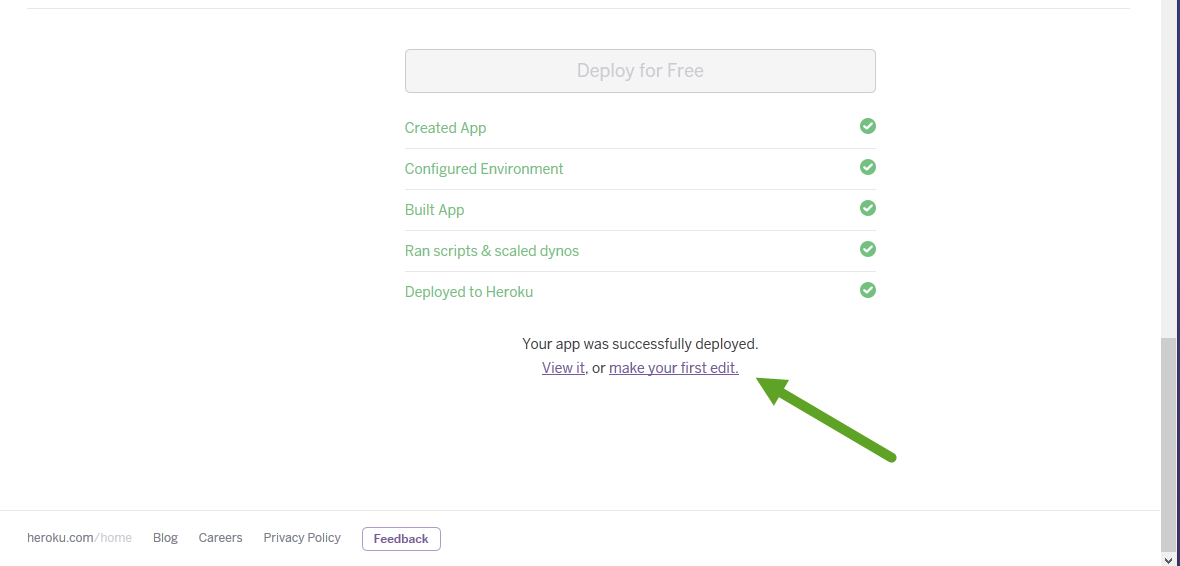 Deploy for Free
Created App
Configured Environment
Built App
Ran scripts & scaled dynos
Deployed to Heroku
Your app was successfully deployed.
View it, or make your first edit.
heroku.com/home Blog Careers Privacy Policy Feedback